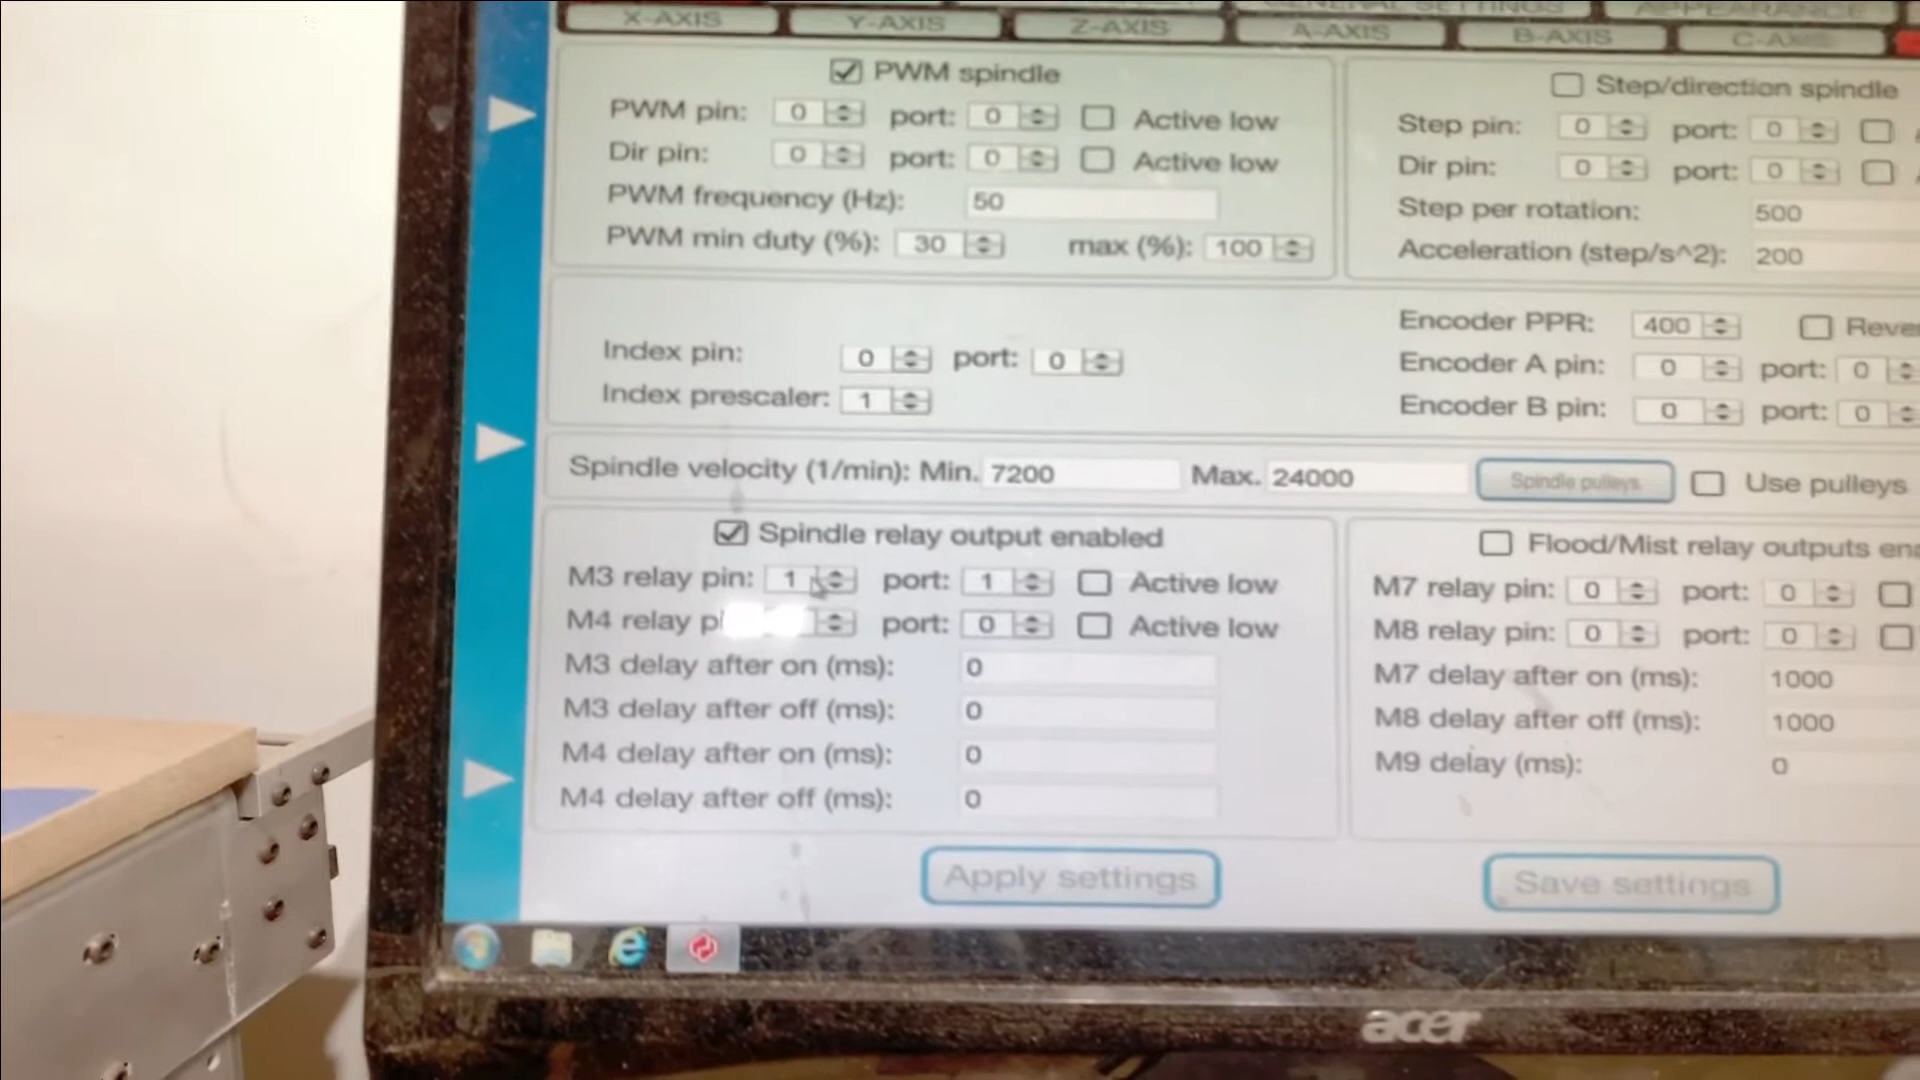 GENERAL SETTINGS APPEARANCE
X-AXIS Y-AXIS Z-AXIS A-AXIS B-AXIS C-AXIS
PWM spindle
PWM pin: 0 port: 0 Active low
Dir pin: 0 port: 0 Active low
PWM frequency (Hz): 50
PWM min duty (%): 30 max (%): 100
Step/direction spindle
Step pin: 0 port: 0
Dir pin: 0 port: 0
Step per rotation: 500
Acceleration (step/s^2): 200
Index pin: 0 port: 0
Index prescaler: 1
Encoder PPR: 400 Rever
Encoder A pin: 0 port: 0
Encoder B pin: 0 port: 0
Spindle velocity (1/min): Min. 7200 Max. 24000 Spindle pulleys Use pulleys
Spindle relay output enabled
M3 relay pin: 1 port: 1 Active low
M4 relay pi port: 0 Active low
M3 delay after on (ms): 0
M3 delay after off (ms): 0
M4 delay after on (ms): 0
M4 delay after off (ms): 0
Flood/Mist relay outputs ena
M7 relay pin: 0 port: 0
M8 relay pin: 0 port: 0
M7 delay after on (ms): 1000
M8 delay after off (ms): 1000
M9 delay (ms): 0
Apply settings Save settings
acer